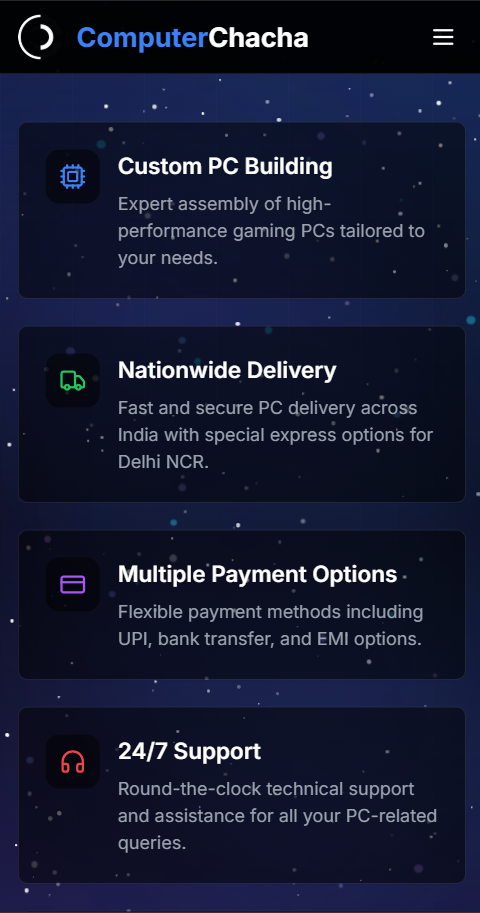 ComputerChacha
Custom PC Building
Expert assembly of high-
performance gaming PCs tailored to
your needs.
Nationwide Delivery
Fast and secure PC delivery across
India with special express options for
Delhi NCR.
Multiple Payment Options
Flexible payment methods including
UPI, bank transfer, and EMI options.
24/7 Support
Round-the-clock technical support
and assistance for all your PC-related
queries.